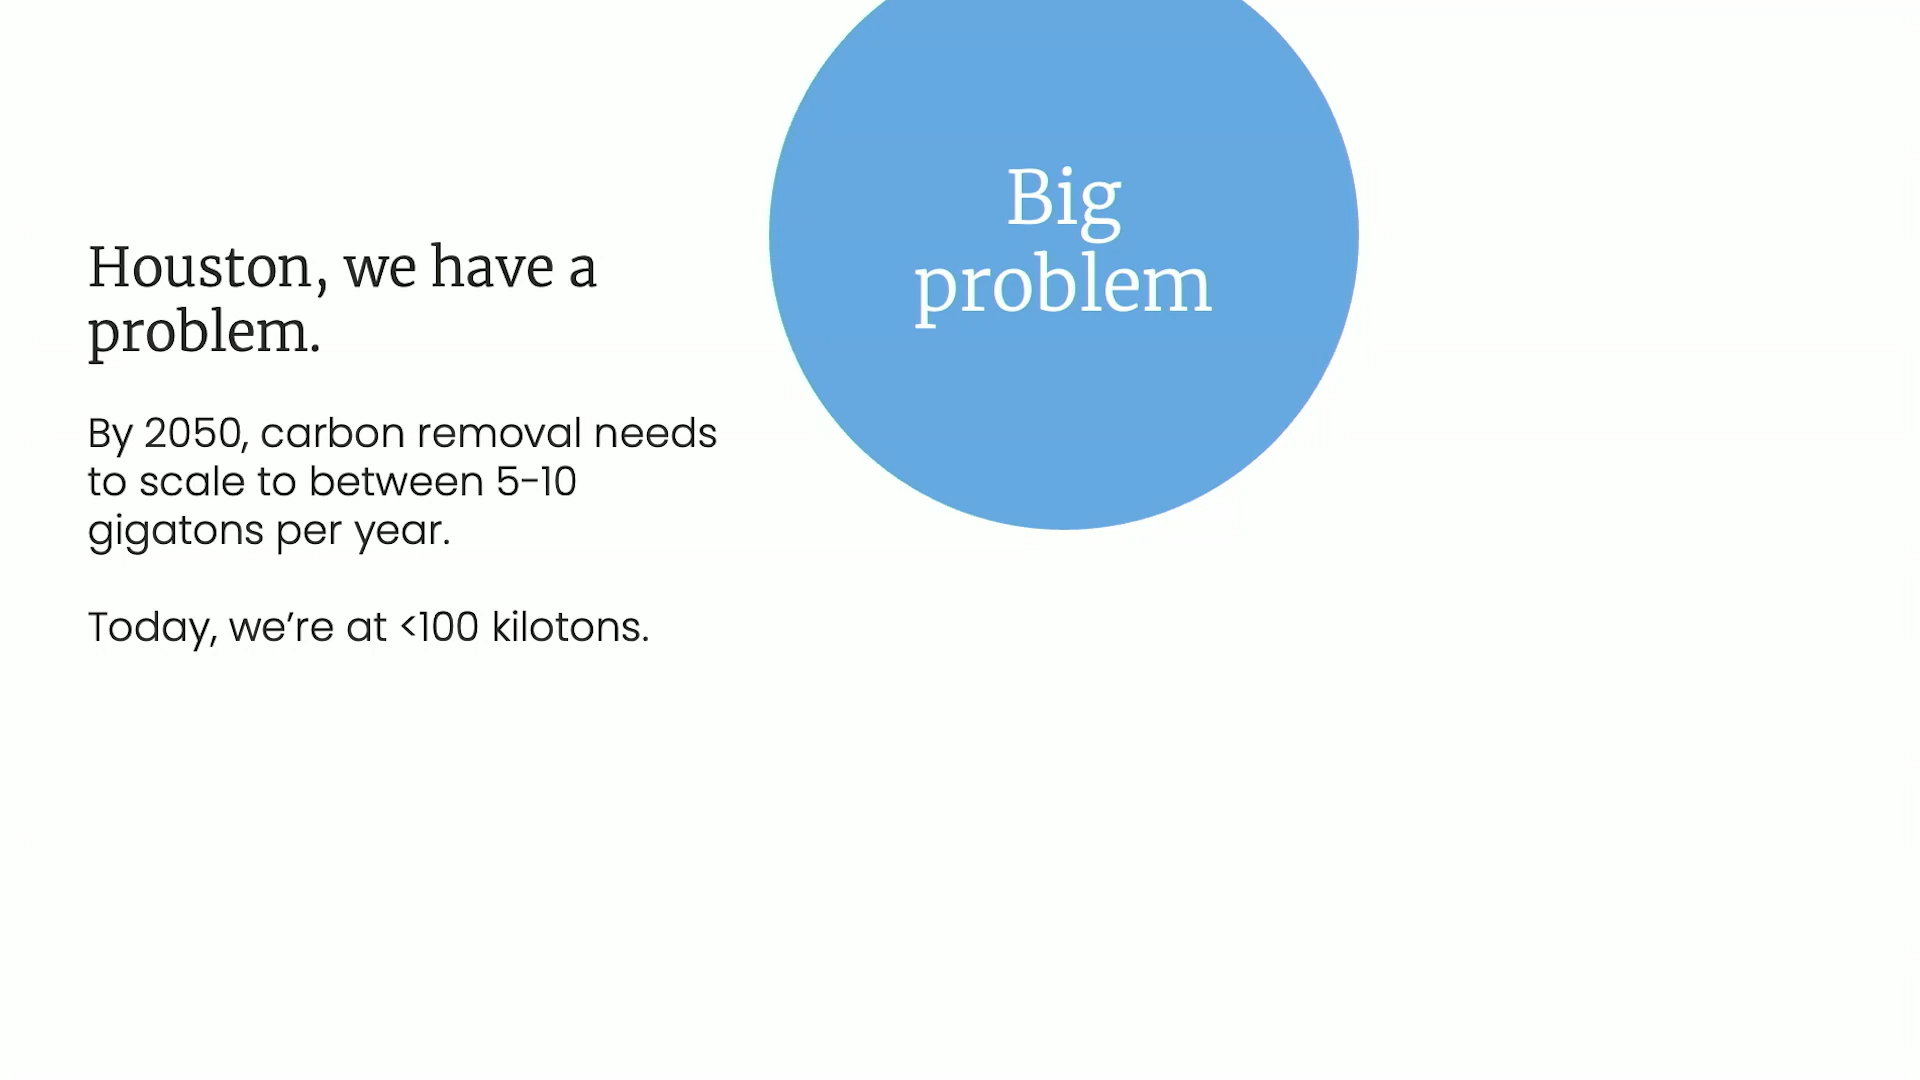 Houston, we have a
problem.
By 2050, carbon removal needs
to scale to between 5-10
gigatons per year.
Today, we’re at <100 kilotons.
Big
problem